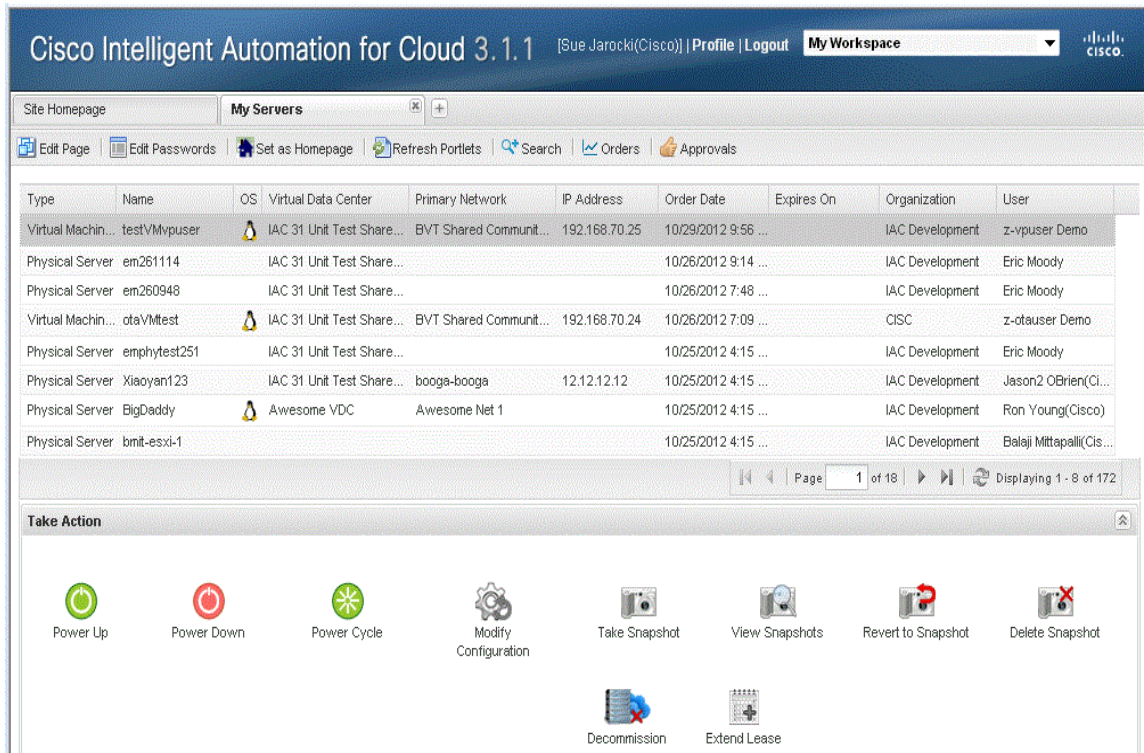 Cisco Intelligent Automation for Cloud 3.1.1 [Sue Jarocki(Cisco)] | Profile | Logout My Workspace
CISCO.
Site Homepage My Servers
Edit Page Edit Passwords Set as Homepage Refresh Portlets Search Orders Approvals
Type Name OS Virtual Data Center Primary Network IP Address Order Date Expires On Organization User
Virtual Machin... testVMvpuser IAC 31 Unit Test Share... BVT Shared Communit... 192.168.70.25 10/29/2012 9:56 ... IAC Development z-vpuser Demo
Physical Server em261114 IAC 31 Unit Test Share... 10/26/2012 9:14 ... IAC Development Eric Moody
Physical Server em260948 IAC 31 Unit Test Share... 10/26/2012 7:48 ... IAC Development Eric Moody
Virtual Machin... otaVMtest IAC 31 Unit Test Share... BVT Shared Communit... 192.168.70.24 10/26/2012 7:09 ... CISC z-otauser Demo
Physical Server emphytest251 IAC 31 Unit Test Share... 10/25/2012 4:15 ... IAC Development Eric Moody
Physical Server Xiaoyan123 IAC 31 Unit Test Share... booga-booga 12.12.12.12 10/25/2012 4:15 ... IAC Development Jason2 OBrien(Ci...
Physical Server BigDaddy Awesome VDC Awesome Net 1 10/25/2012 4:15 ... IAC Development Ron Young(Cisco)
Physical Server bmit-esxi-1 10/25/2012 4:15 ... IAC Development Balaji Mittapalli(Cis...
Page 1 of 18 Displaying 1 - 8 of 172
Take Action
Power Up Power Down Power Cycle Modify Configuration Take Snapshot View Snapshots Revert to Snapshot Delete Snapshot
Decommission Extend Lease